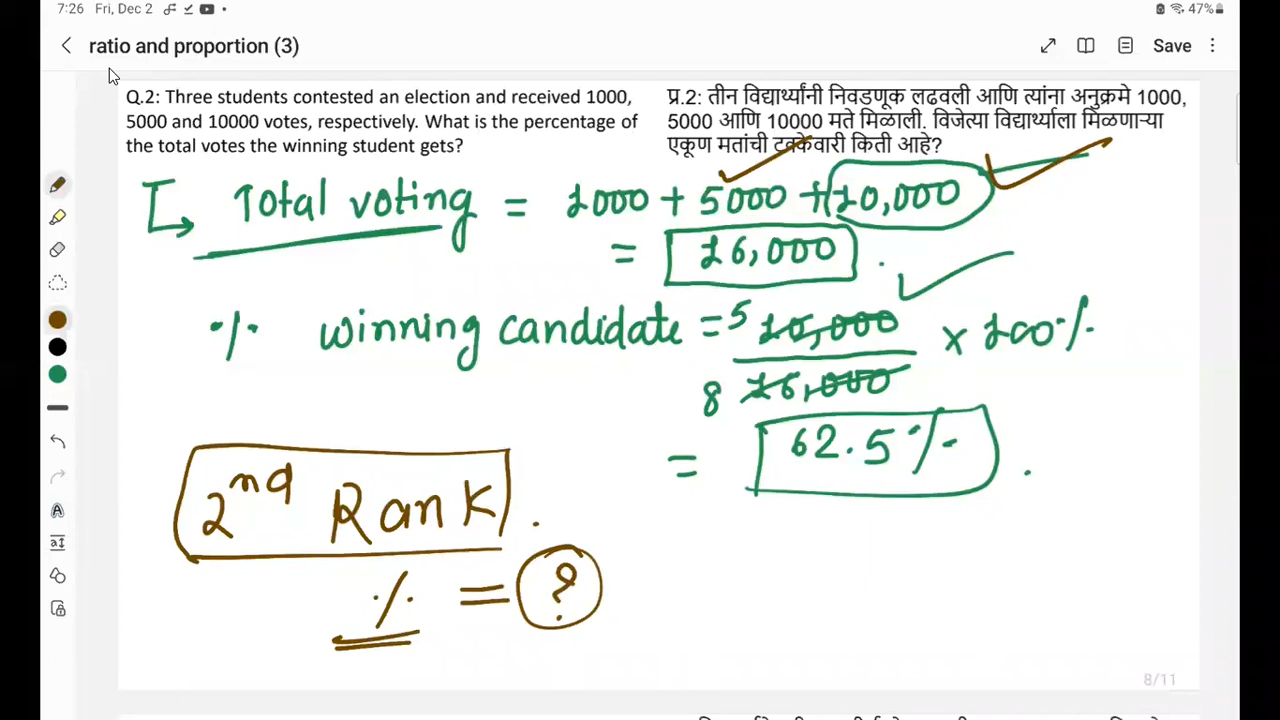 7:26 Fri, Dec 2
47%
ratio and proportion (3)
Save
Q.2: Three students contested an election and received 1000,
5000 and 10000 votes, respectively. What is the percentage of
the total votes the winning student gets?
प्र.2: तीन विद्यार्थ्यांनी निवडणूक लढवली आणि त्यांना अनुक्रमे 1000,
5000 आणि 10000 मते मिळाली. विजेत्या विद्यार्थ्याला मिळणाऱ्या
एकूण मतांची टक्केवारी किती आहे?
Total voting = 1000 + 5000 + 10,000
= 16,000
% winning candidate = 5 10,000 × 100%
8 16,000
= 62.5% .
2nd Rank .
% = ?
8/11